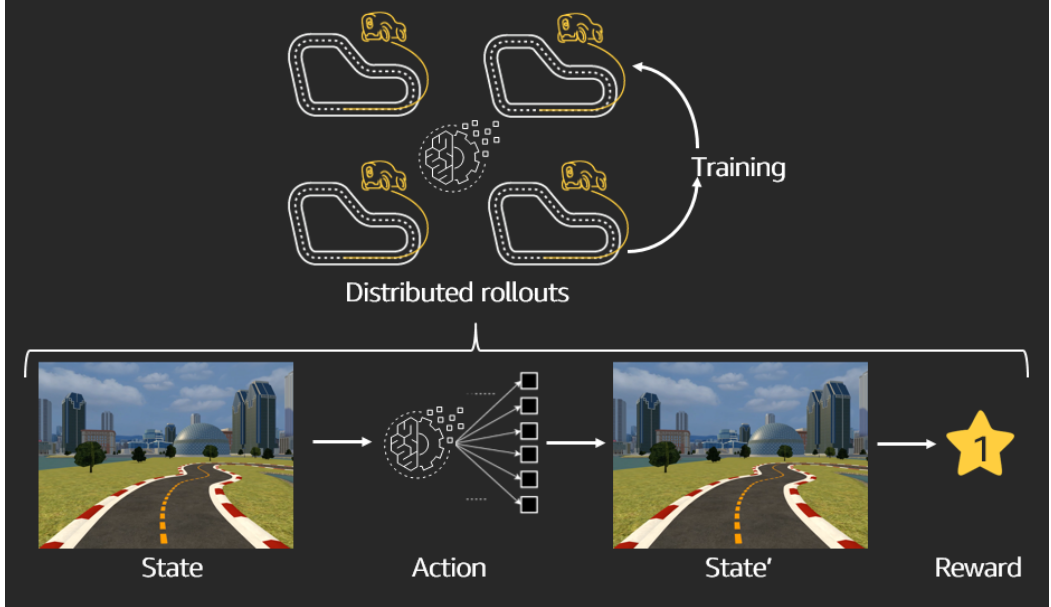 Training
Distributed rollouts
1
State
Action
State’
Reward